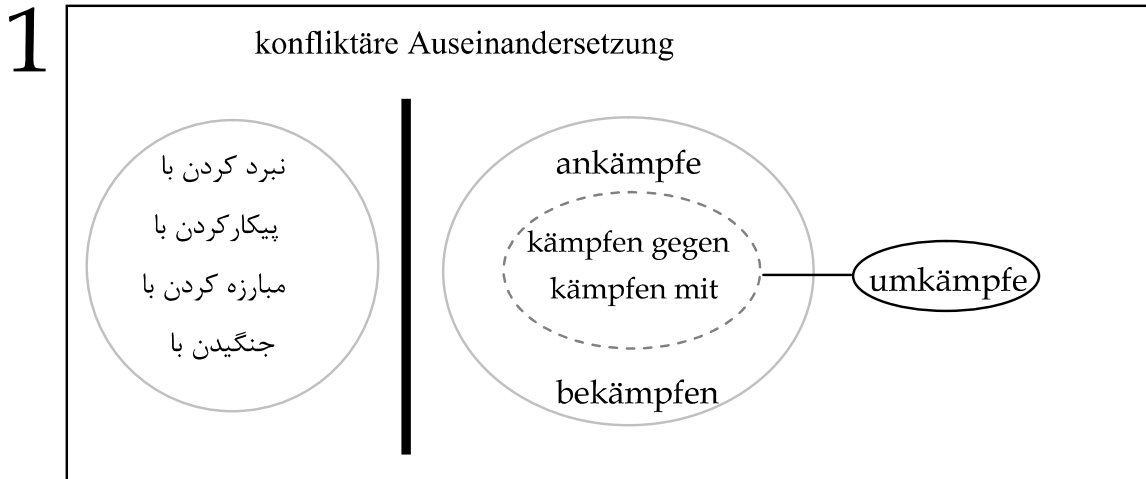 1
konfliktäre Auseinandersetzung
نبرد کردن با
پیکارکردن با
مبارزه کردن با
جنگیدن با
ankämpfe
kämpfen gegen
kämpfen mit
bekämpfen
umkämpfe